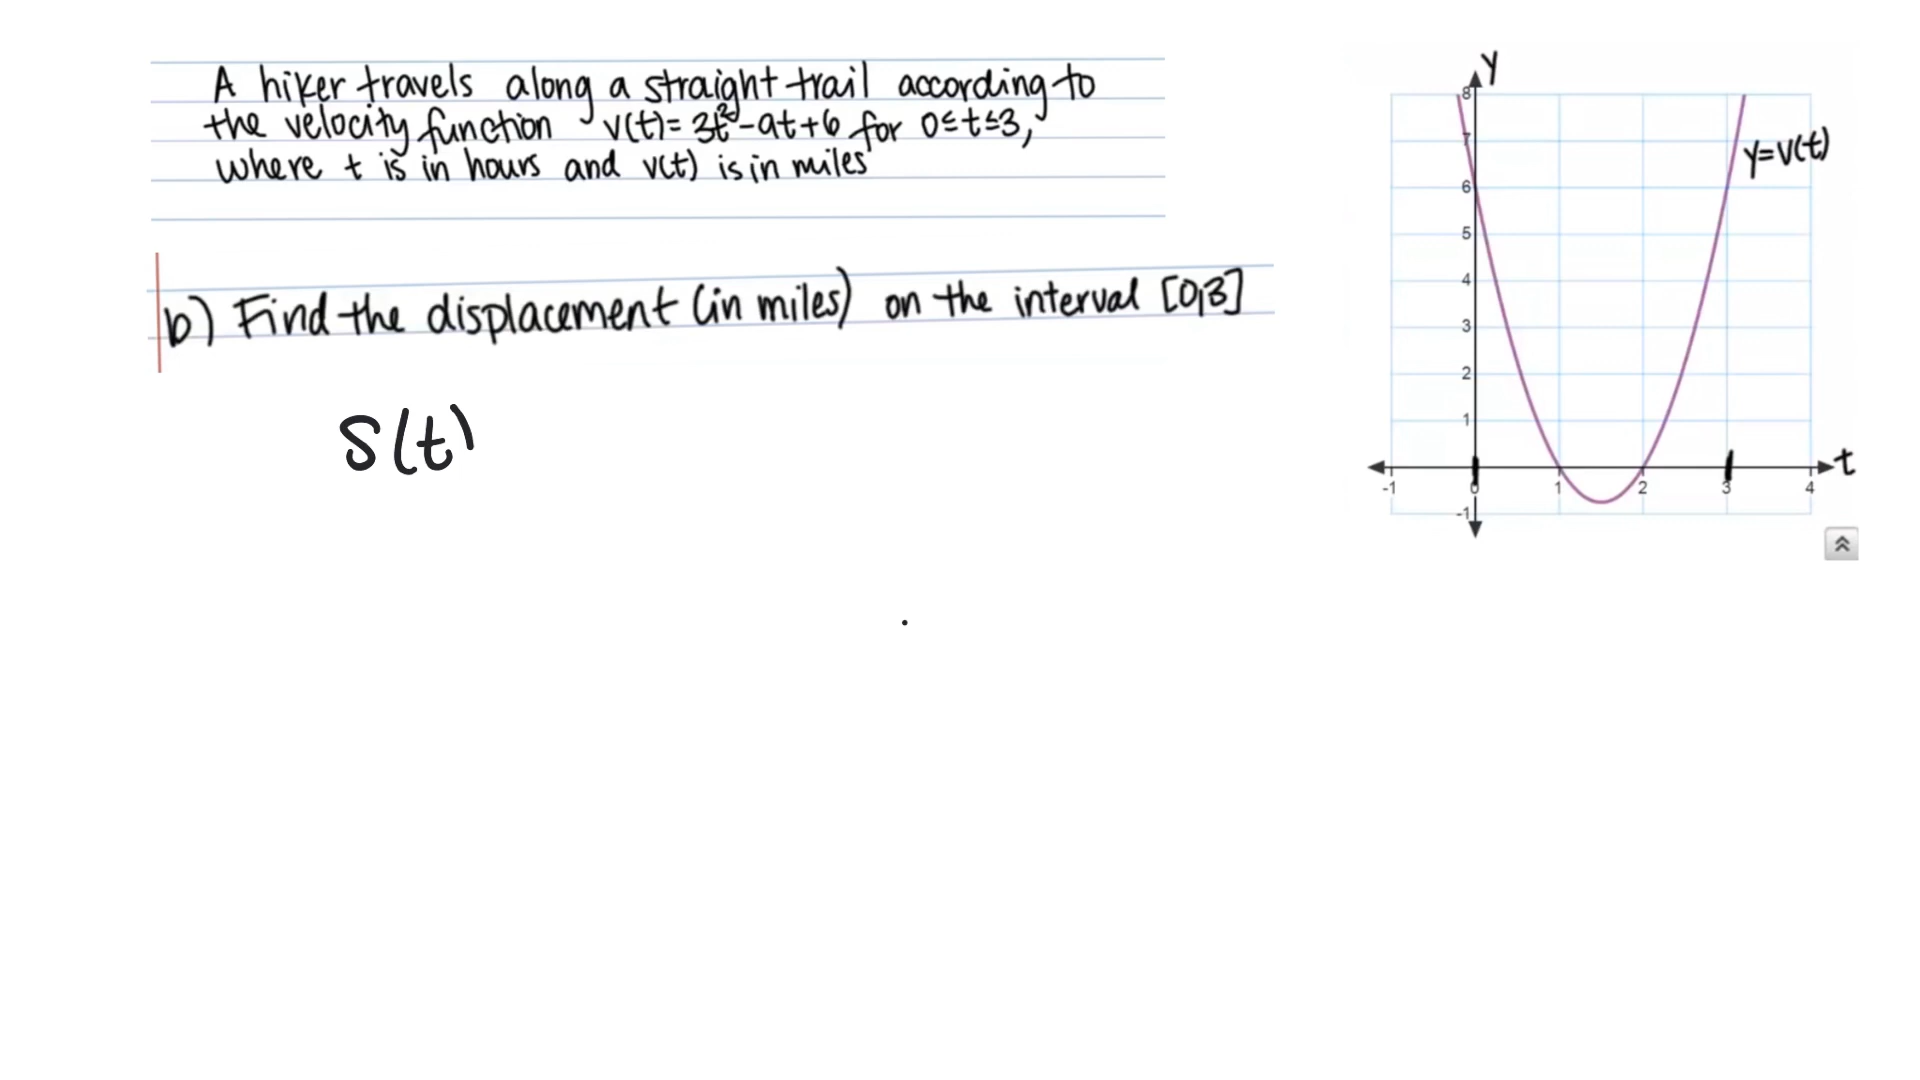 A hiker travels along a straight trail according to
the velocity function v(t)= 3t²-9t+6 for 0≤t≤3,
where t is in hours and v(t) is in miles
b) Find the displacement (in miles) on the interval [0,3]
S(t)
y
8
7
y=v(t)
6
5
4
3
2
1
t
-1 0 1 2 3 4
-1